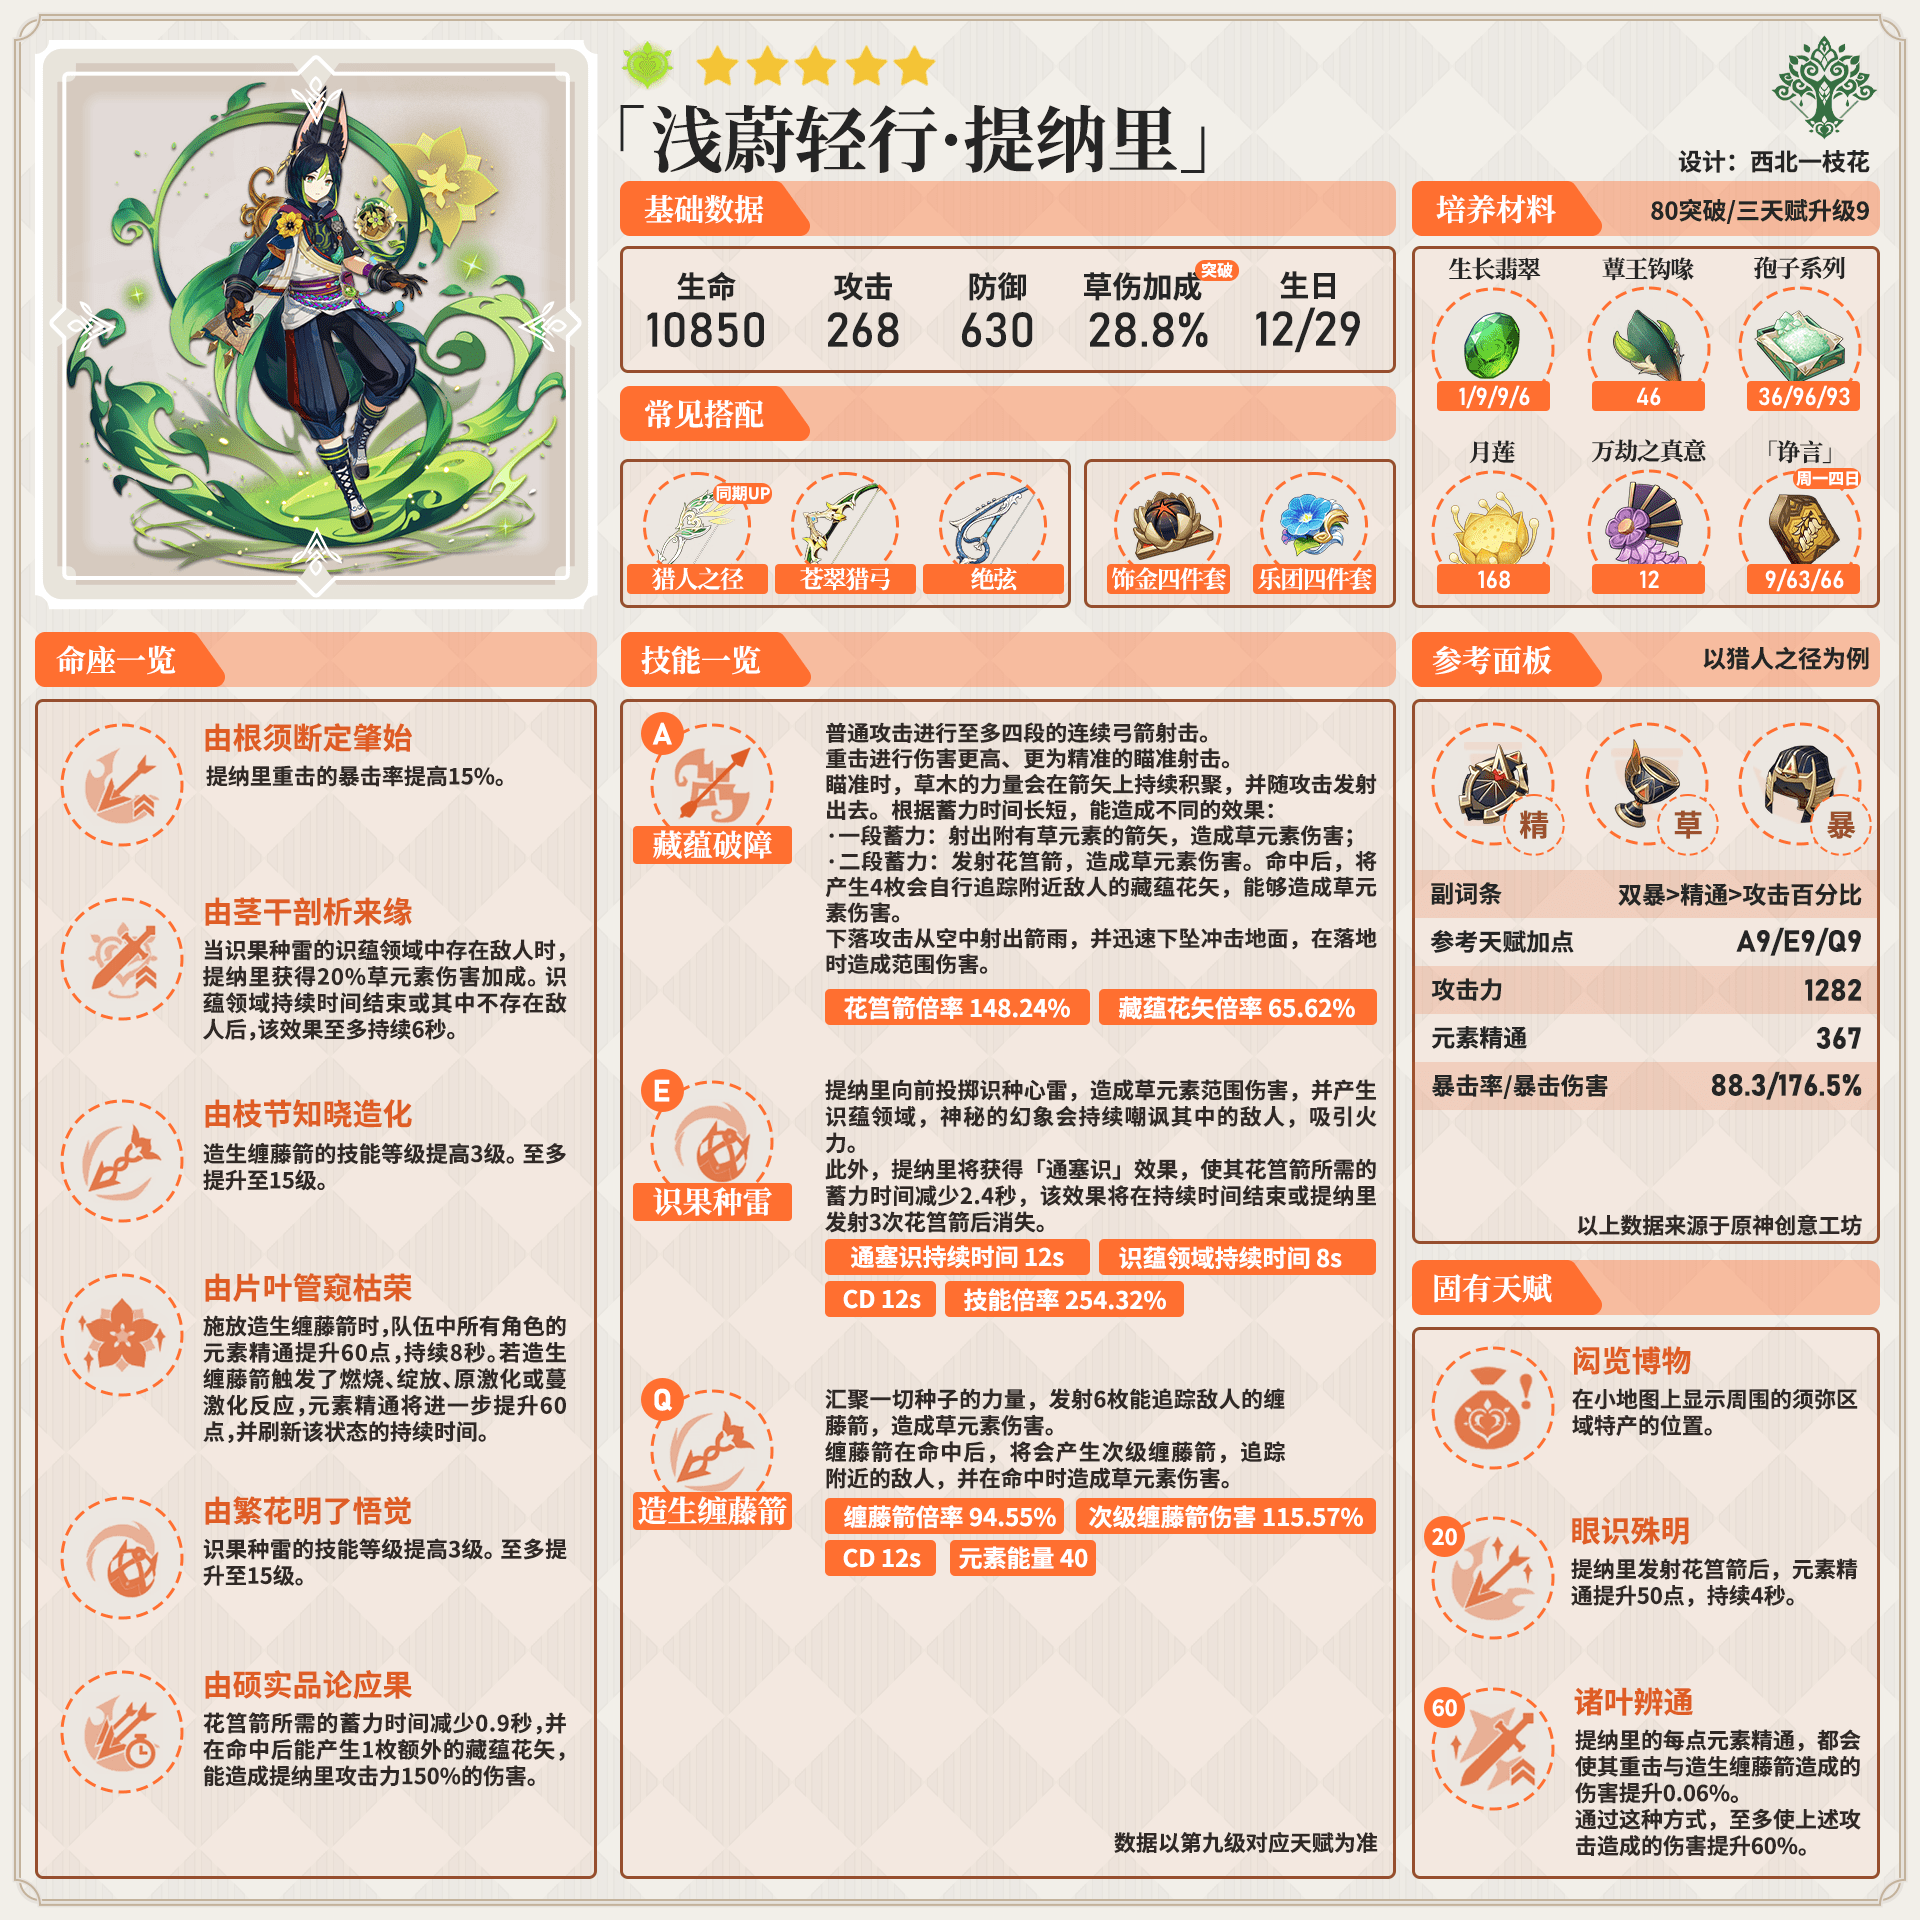 「浅蔚轻行·提纳里」
设计：西北一枝花
基础数据
生命
10850
攻击
268
防御
630
草伤加成
突破
28.8%
生日
12/29
常见搭配
同期UP
猎人之径
苍翠猎弓
绝弦
饰金四件套
乐团四件套
培养材料
80突破/三天赋升级9
生长翡翠
1/9/9/6
蕈王钩喙
46
孢子系列
36/96/93
月莲
168
万劫之真意
12
「诤言」
周一四日
9/63/66
命座一览
由根须断定肇始
提纳里重击的暴击率提高15%。
由茎干剖析来缘
当识果种雷的识蕴领域中存在敌人时，
提纳里获得20%草元素伤害加成。识
蕴领域持续时间结束或其中不存在敌
人后，该效果至多持续6秒。
由枝节知晓造化
造生缠藤箭的技能等级提高3级。至多
提升至15级。
由片叶管窥枯荣
施放造生缠藤箭时，队伍中所有角色的
元素精通提升60点，持续8秒。若造生
缠藤箭触发了燃烧、绽放、原激化或蔓
激化反应，元素精通将进一步提升60
点，并刷新该状态的持续时间。
由繁花明了悟觉
识果种雷的技能等级提高3级。至多提
升至15级。
由硕实品论应果
花筥箭所需的蓄力时间减少0.9秒，并
在命中后能产生1枚额外的藏蕴花矢，
能造成提纳里攻击力150%的伤害。
技能一览
A
藏蕴破障
普通攻击进行至多四段的连续弓箭射击。
重击进行伤害更高、更为精准的瞄准射击。
瞄准时，草木的力量会在箭矢上持续积聚，并随攻击发射
出去。根据蓄力时间长短，能造成不同的效果：
·一段蓄力：射出附有草元素的箭矢，造成草元素伤害；
·二段蓄力：发射花筥箭，造成草元素伤害。命中后，将
产生4枚会自行追踪附近敌人的藏蕴花矢，能够造成草元
素伤害。
下落攻击从空中射出箭雨，并迅速下坠冲击地面，在落地
时造成范围伤害。
花筥箭倍率 148.24%
藏蕴花矢倍率 65.62%
E
识果种雷
提纳里向前投掷识种心雷，造成草元素范围伤害，并产生
识蕴领域，神秘的幻象会持续嘲讽其中的敌人，吸引火
力。
此外，提纳里将获得「通塞识」效果，使其花筥箭所需的
蓄力时间减少2.4秒，该效果将在持续时间结束或提纳里
发射3次花筥箭后消失。
通塞识持续时间 12s
识蕴领域持续时间 8s
CD 12s
技能倍率 254.32%
Q
造生缠藤箭
汇聚一切种子的力量，发射6枚能追踪敌人的缠
藤箭，造成草元素伤害。
缠藤箭在命中后，将会产生次级缠藤箭，追踪
附近的敌人，并在命中时造成草元素伤害。
缠藤箭倍率 94.55%
次级缠藤箭伤害 115.57%
CD 12s
元素能量 40
数据以第九级对应天赋为准
参考面板
以猎人之径为例
精
草
暴
副词条
双暴>精通>攻击百分比
参考天赋加点
A9/E9/Q9
攻击力
1282
元素精通
367
暴击率/暴击伤害
88.3/176.5%
以上数据来源于原神创意工坊
固有天赋
闳览博物
在小地图上显示周围的须弥区
域特产的位置。
20
眼识殊明
提纳里发射花筥箭后，元素精
通提升50点，持续4秒。
60
诸叶辨通
提纳里的每点元素精通，都会
使其重击与造生缠藤箭造成的
伤害提升0.06%。
通过这种方式，至多使上述攻
击造成的伤害提升60%。